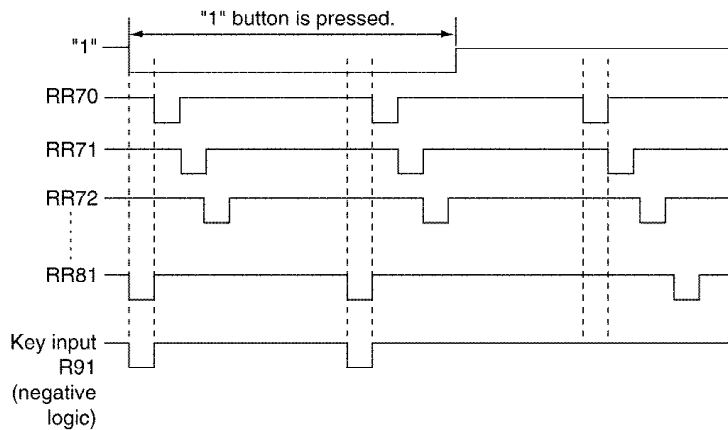 "1" button is pressed.
"1"
RR70
RR71
RR72
RR81
Key input
R91
(negative
logic)